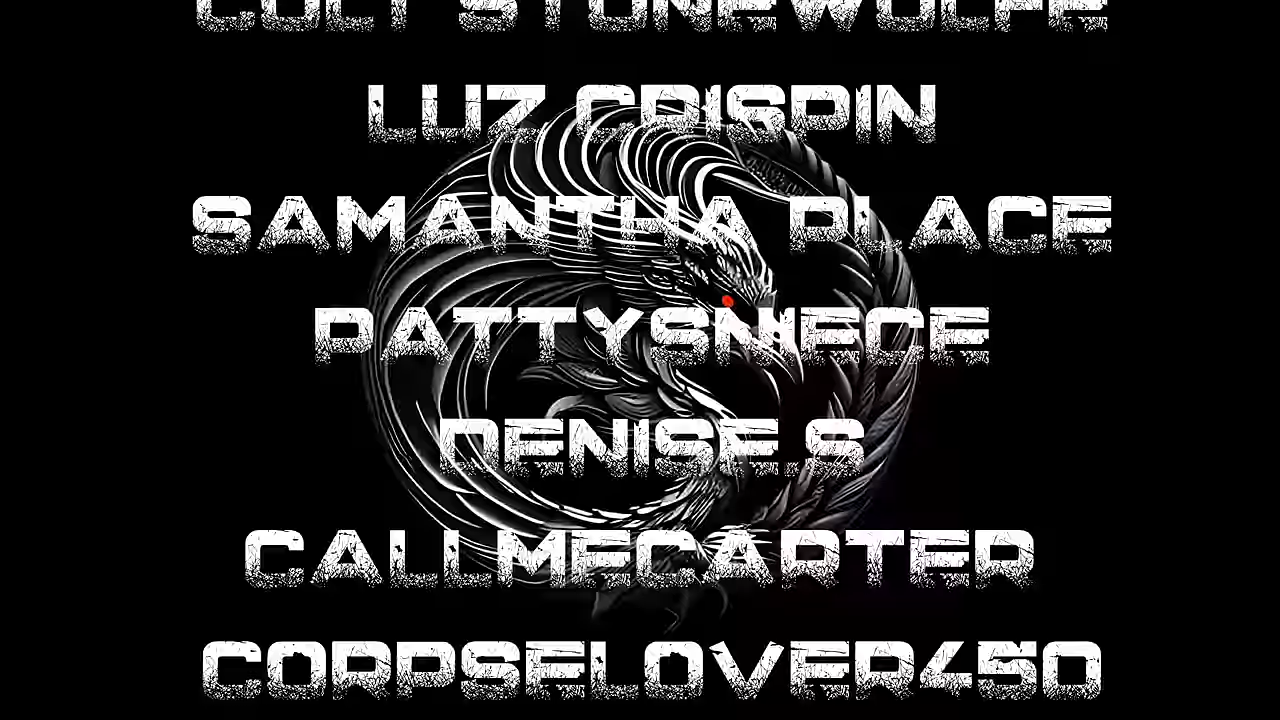 COLT STONEWOLFE
LUZ CRISPIN
SAMANTHA PLACE
PATTYSNIECE
DENISE.S
CALLMECARTER
CORPSELOVER450